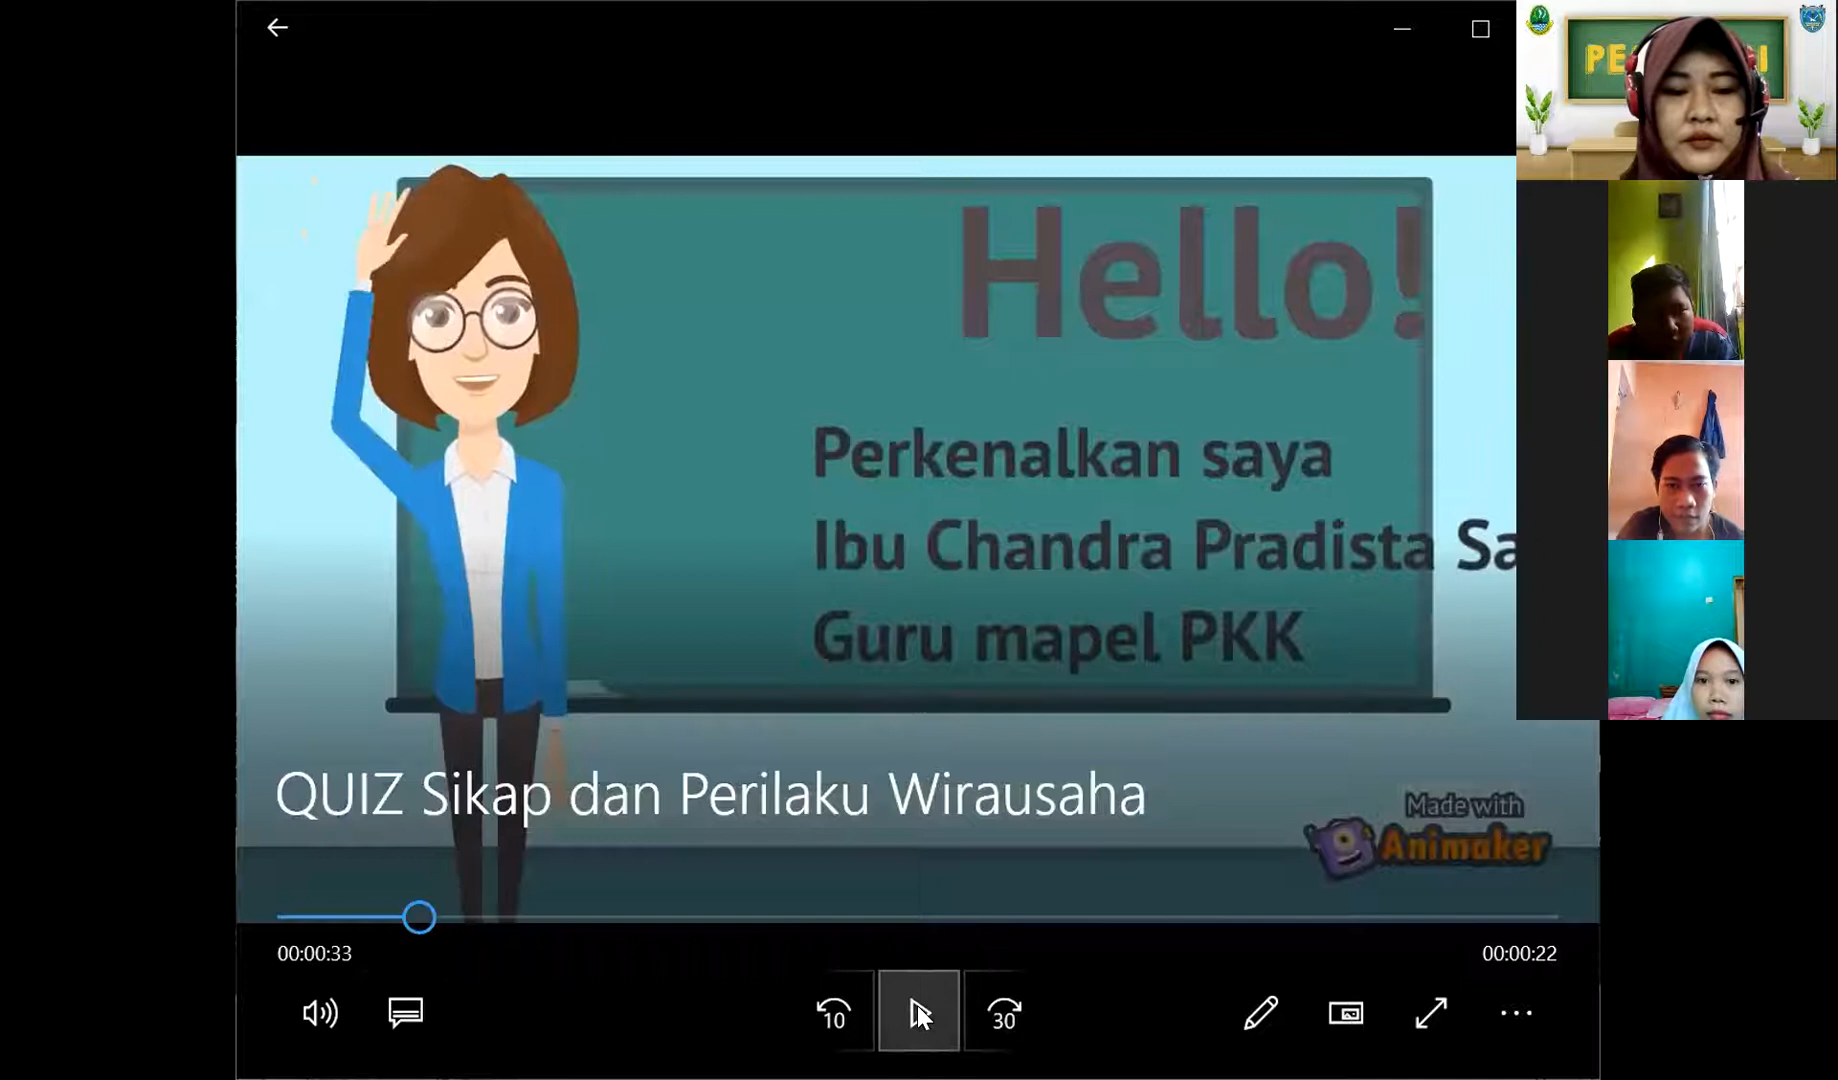 Hello!
Perkenalkan saya
Ibu Chandra Pradista Sa
Guru mapel PKK
QUIZ Sikap dan Perilaku Wirausaha
Made with
Animaker
00:00:33
00:00:22
10
30